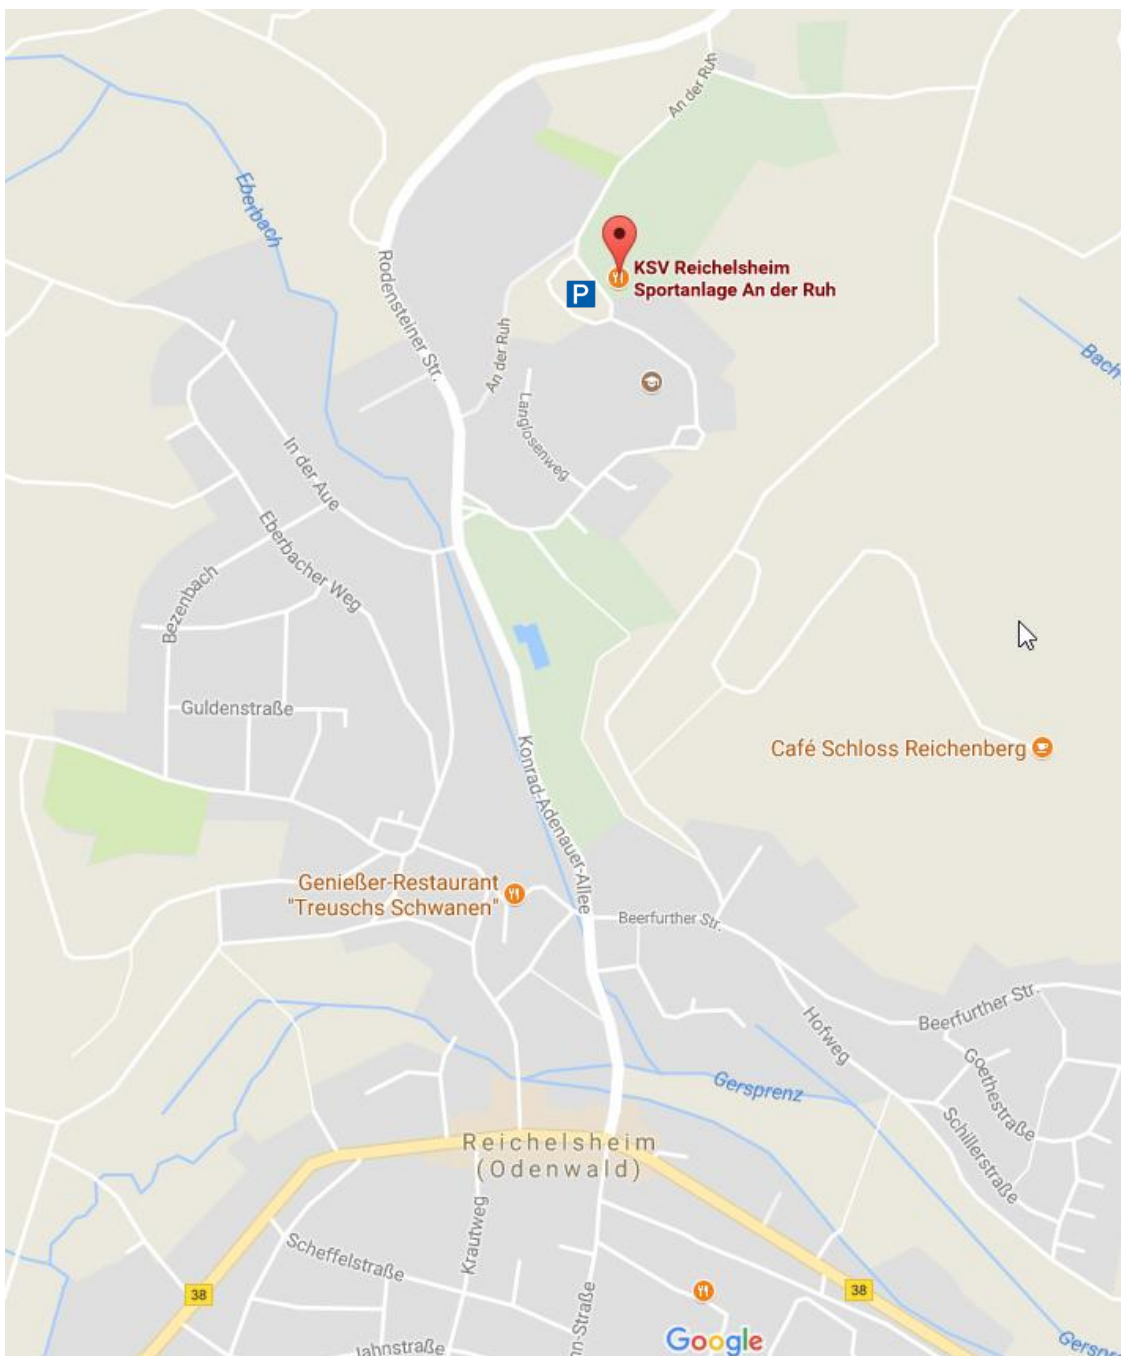 An der Ruh
Eberbach
KSV Reichelsheim
Sportanlage An der Ruh
P
Rodensteiner Str.
An der Ruh
Langlosenweg
In der Aue
Eberbacher Weg
Bezenbach
Guldenstraße
Konrad-Adenauer-Allee
Café Schloss Reichenberg
Genießer-Restaurant
"Treuschs Schwanen"
Beerfurther Str.
Beerfurther Str.
Hofweg
Goethestraße
Schillerstraße
Gersprenz
Reichelsheim
(Odenwald)
Krautweg
Scheffelstraße
38
38
Jahnstraße
Google